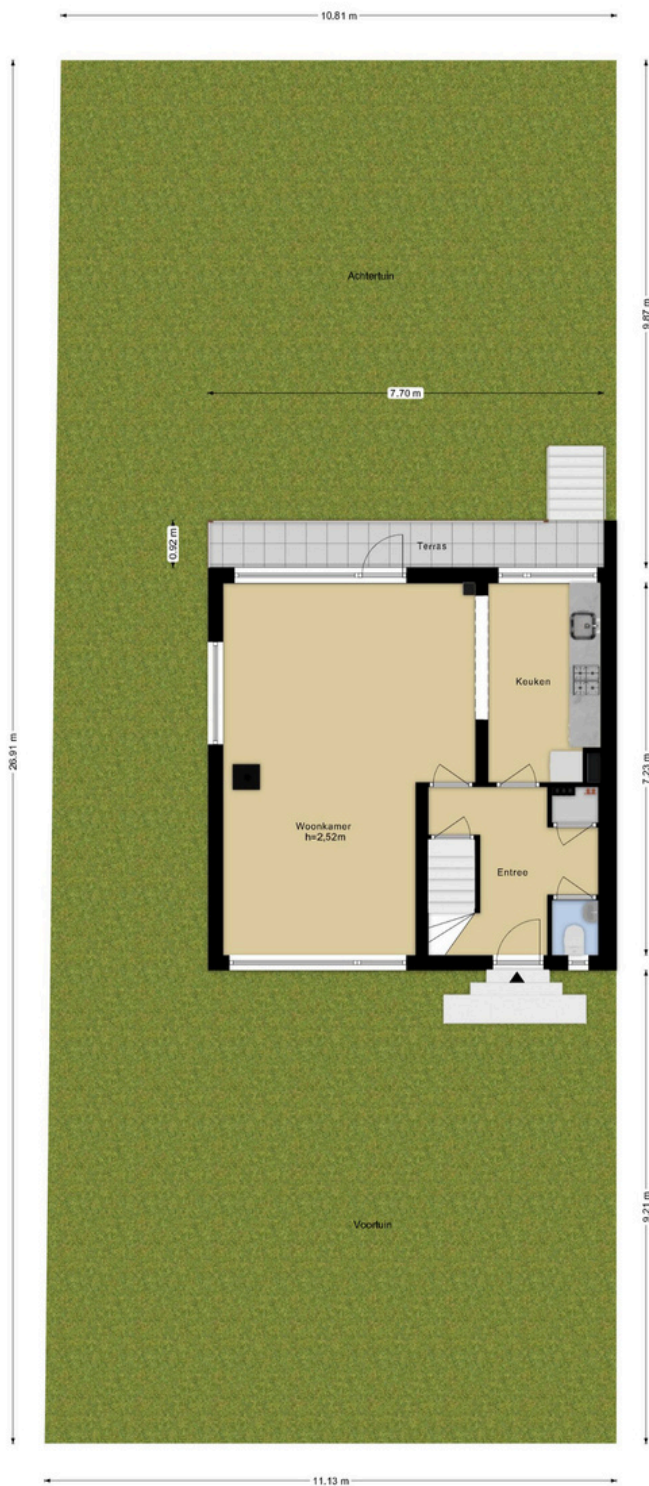 10.81 m
Achtertuin
9.87 m
7.70 m
0.92 m
Terras
Keuken
26.91 m
7.23 m
Woonkamer
h=2,52m
Entree
9.21 m
Voortuin
11.13 m